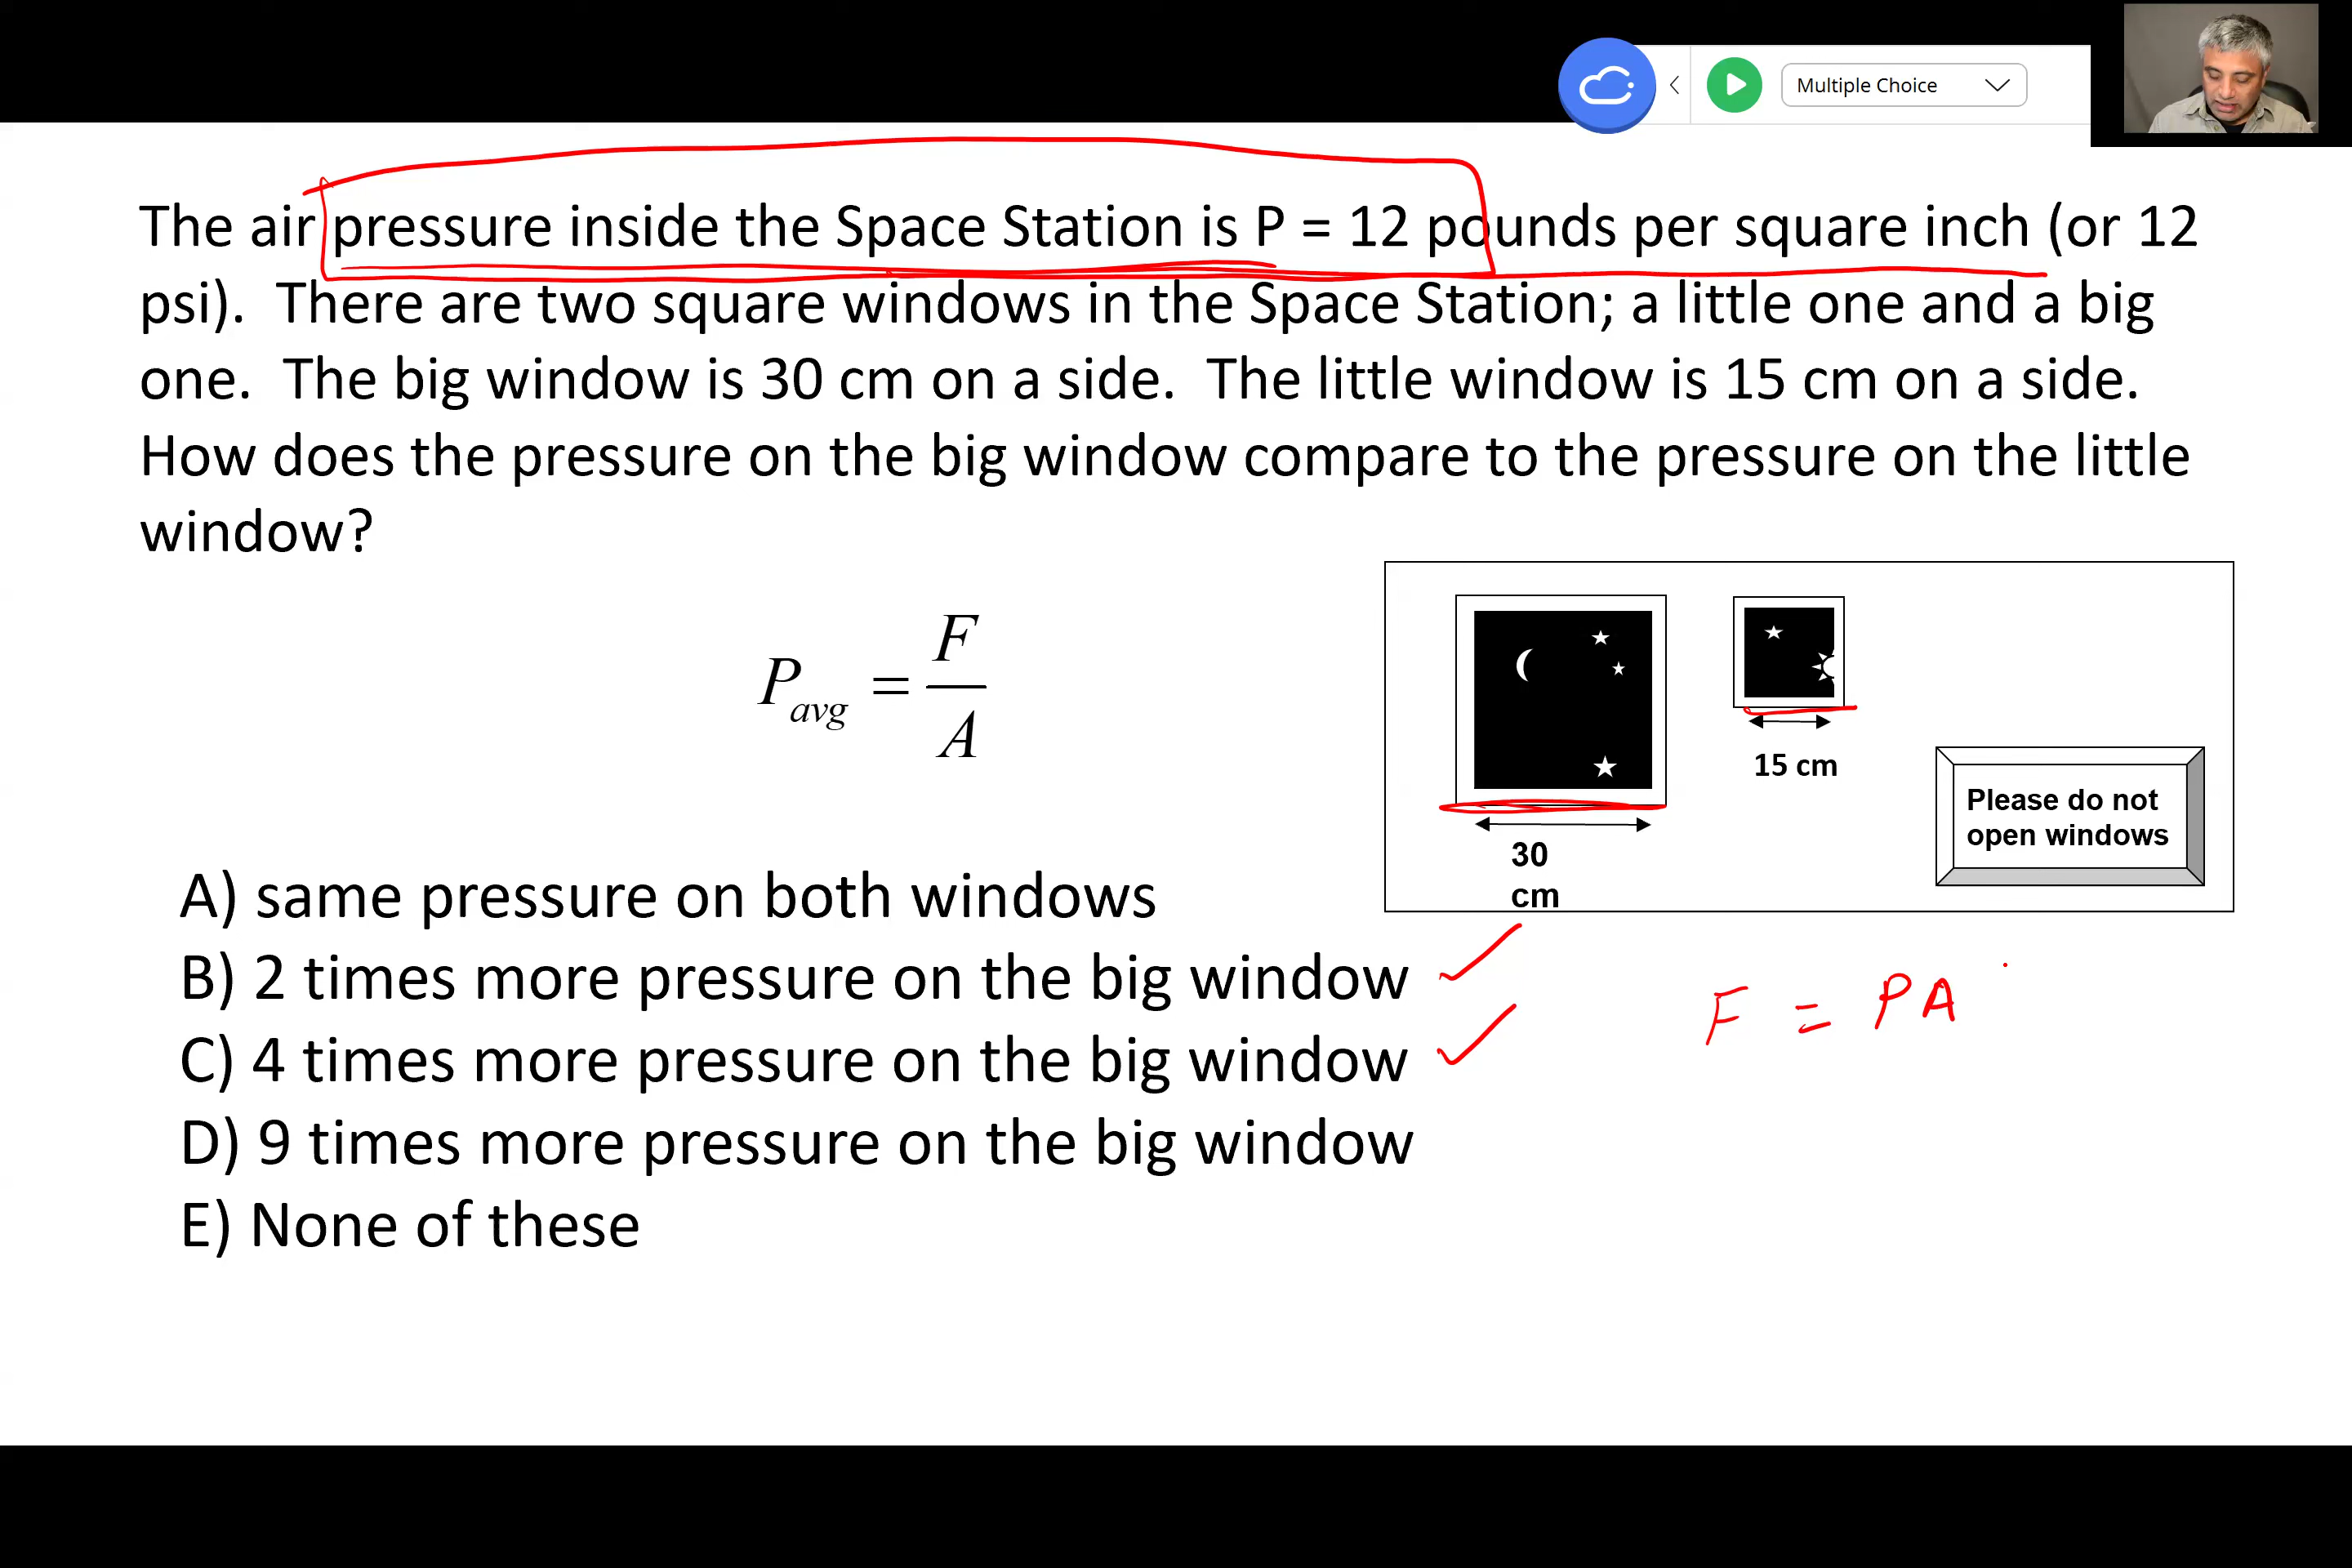 Multiple Choice
The air pressure inside the Space Station is P = 12 pounds per square inch (or 12
psi). There are two square windows in the Space Station; a little one and a big
one. The big window is 30 cm on a side. The little window is 15 cm on a side.
How does the pressure on the big window compare to the pressure on the little
window?
P_avg = F/A
15 cm
30
cm
Please do not
open windows
A) same pressure on both windows
B) 2 times more pressure on the big window
C) 4 times more pressure on the big window
D) 9 times more pressure on the big window
E) None of these
F = PA